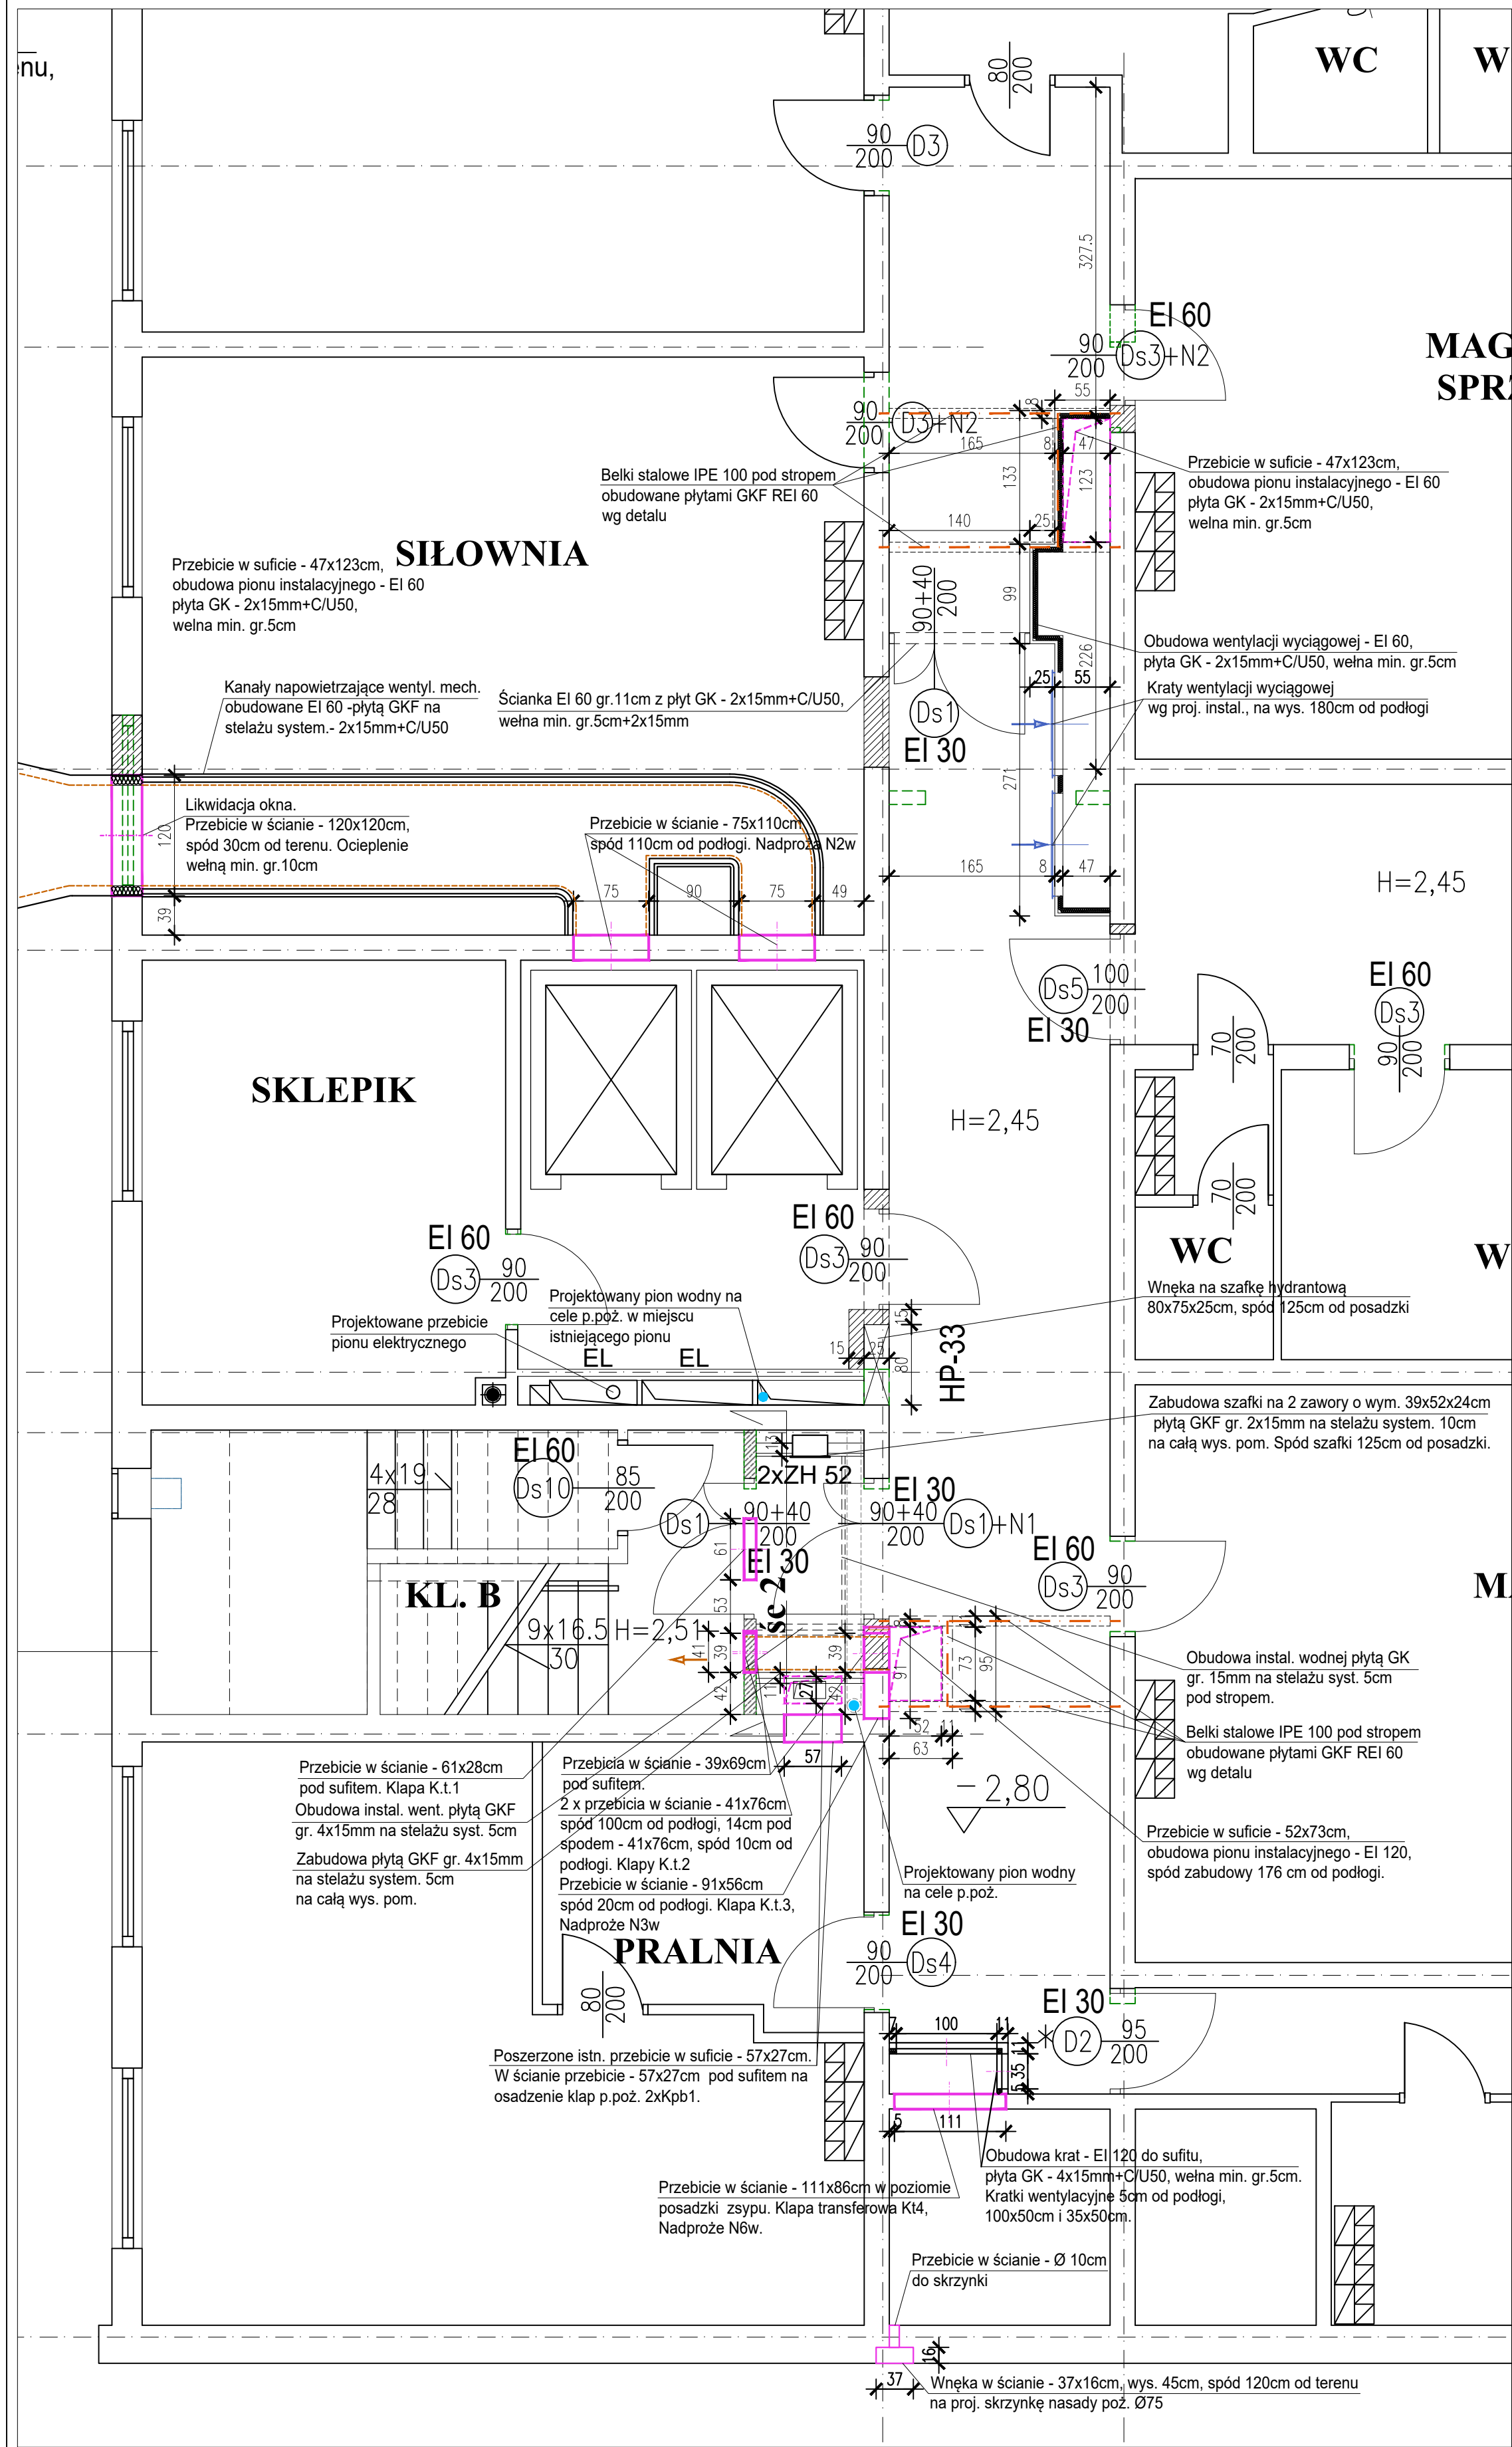 enu,
WC
W
80
200
90
200
D3
327.5
EI 60
90
200
Ds3
+N2
MAG
SPRZ
55
8
90
200
D3
+N2
165
8
47
Belki stalowe IPE 100 pod stropem
obudowane płytami GKF REI 60
wg detalu
133
123
Przebicie w suficie - 47x123cm,
obudowa pionu instalacyjnego - EI 60
płyta GK - 2x15mm+C/U50,
welna min. gr.5cm
140
25
SIŁOWNIA
Przebicie w suficie - 47x123cm,
obudowa pionu instalacyjnego - EI 60
płyta GK - 2x15mm+C/U50,
welna min. gr.5cm
90+40
200
99
226
Obudowa wentylacji wyciągowej - EI 60,
płyta GK - 2x15mm+C/U50, wełna min. gr.5cm
25
55
Kanały napowietrzające wentyl. mech.
obudowane EI 60 -płytą GKF na
stelażu system.- 2x15mm+C/U50
Ścianka EI 60 gr.11cm z płyt GK - 2x15mm+C/U50,
wełna min. gr.5cm+2x15mm
Kraty wentylacji wyciągowej
wg proj. instal., na wys. 180cm od podłogi
Ds1
EI 30
271
Likwidacja okna.
Przebicie w ścianie - 120x120cm,
spód 30cm od terenu. Ocieplenie
wełną min. gr.10cm
120
39
Przebicie w ścianie - 75x110cm
spód 110cm od podłogi. Nadproża N2w
75
90
75
49
165
8
47
H=2,45
Ds5
100
200
EI 30
EI 60
Ds3
90
200
70
200
SKLEPIK
H=2,45
70
200
EI 60
Ds3
90
200
EI 60
Ds3
90
200
WC
W
Wnęka na szafkę hydrantową
80x75x25cm, spód 125cm od posadzki
Projektowane przebicie
pionu elektrycznego
Projektowany pion wodny na
cele p.poż. w miejscu
istniejącego pionu
15
15
25
80
HP-33
EL
EL
Zabudowa szafki na 2 zawory o wym. 39x52x24cm
płytą GKF gr. 2x15mm na stelażu system. 10cm
na całą wys. pom. Spód szafki 125cm od posadzki.
4x19
28
EI 60
Ds10
85
200
13
2xZH 52
Ds1
90+40
200
EI 30
EI 30
90+40
200
Ds1
+N1
61
53
EI 60
Ds3
90
200
KL. B
MA
9x16.5
30
H=2,51
śc 2
41
39
42
39
42
11
27
8
91
11
73
95
52
11
63
57
Obudowa instal. wodnej płytą GK
gr. 15mm na stelażu syst. 5cm
pod stropem.
Belki stalowe IPE 100 pod stropem
obudowane płytami GKF REI 60
wg detalu
Przebicie w ścianie - 61x28cm
pod sufitem. Klapa K.t.1
Obudowa instal. went. płytą GKF
gr. 4x15mm na stelażu syst. 5cm
Zabudowa płytą GKF gr. 4x15mm
na stelażu system. 5cm
na całą wys. pom.
Przebicia w ścianie - 39x69cm
pod sufitem.
2 x przebicia w ścianie - 41x76cm
spód 100cm od podłogi, 14cm pod
spodem - 41x76cm, spód 10cm od
podłogi. Klapy K.t.2
Przebicie w ścianie - 91x56cm
spód 20cm od podłogi. Klapa K.t.3,
Nadproże N3w
-2,80
Przebicie w suficie - 52x73cm,
obudowa pionu instalacyjnego - EI 120,
spód zabudowy 176 cm od podłogi.
Projektowany pion wodny
na cele p.poż.
PRALNIA
EI 30
90
200
Ds4
80
200
EI 30
D2
95
200
7
100
11
11
35
5
Poszerzone istn. przebicie w suficie - 57x27cm.
W ścianie przebicie - 57x27cm pod sufitem na
osadzenie klap p.poż. 2xKpb1.
5
111
Obudowa krat - EI 120 do sufitu,
płyta GK - 4x15mm+C/U50, wełna min. gr.5cm.
Kratki wentylacyjne 5cm od podłogi,
100x50cm i 35x50cm.
Przebicie w ścianie - 111x86cm w poziomie
posadzki zsypu. Klapa transferowa Kt4,
Nadproże N6w.
Przebicie w ścianie - Ø 10cm
do skrzynki
16
37
Wnęka w ścianie - 37x16cm, wys. 45cm, spód 120cm od terenu
na proj. skrzynkę nasady poż. Ø75